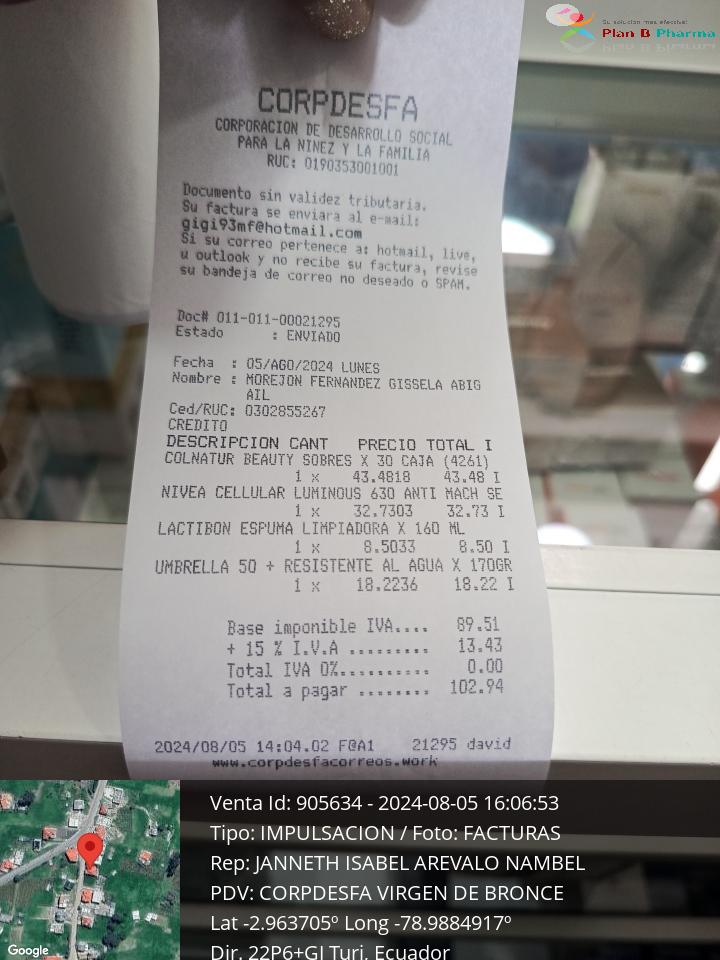 Su solucion mas efectiva!
Plan B Pharma
CORPDESFA
CORPORACION DE DESARROLLO SOCIAL
PARA LA NINEZ Y LA FAMILIA
RUC: 0190353001001
Documento sin validez tributaria.
Su factura se enviara al e-mail:
gigi93mf@hotmail.com
Si su correo pertenece a: hotmail, live,
u outlook y no recibe su factura, revise
su bandeja de correo no deseado o SPAM.
Doc# 011-011-00021295
Estado : ENVIADO
Fecha : 05/AGO/2024 LUNES
Nombre : MOREJON FERNANDEZ GISSELA ABIG
AIL
Ced/RUC: 0302855267
CREDITO
DESCRIPCION CANT PRECIO TOTAL I
COLNATUR BEAUTY SOBRES X 30 CAJA (4261)
1 x 43.4818 43.48 I
NIVEA CELLULAR LUMINOUS 630 ANTI MACH SE
1 x 32.7303 32.73 I
LACTIBON ESPUMA LIMPIADORA X 160 ML
1 x 8.5033 8.50 I
UMBRELLA 50 + RESISTENTE AL AGUA X 170GR
1 x 18.2236 18.22 I
Base imponible IVA.... 89.51
+ 15 % I.V.A ......... 13.43
Total IVA 0%.......... 0.00
Total a pagar ........ 102.94
2024/08/05 14:04.02 F@A1 21295 david
www.corpdesfacorreos.work
Venta Id: 905634 - 2024-08-05 16:06:53
Tipo: IMPULSACION / Foto: FACTURAS
Rep: JANNETH ISABEL AREVALO NAMBEL
PDV: CORPDESFA VIRGEN DE BRONCE
Lat -2.963705º Long -78.9884917º
Dir. 22P6+GJ Turi, Ecuador
Google